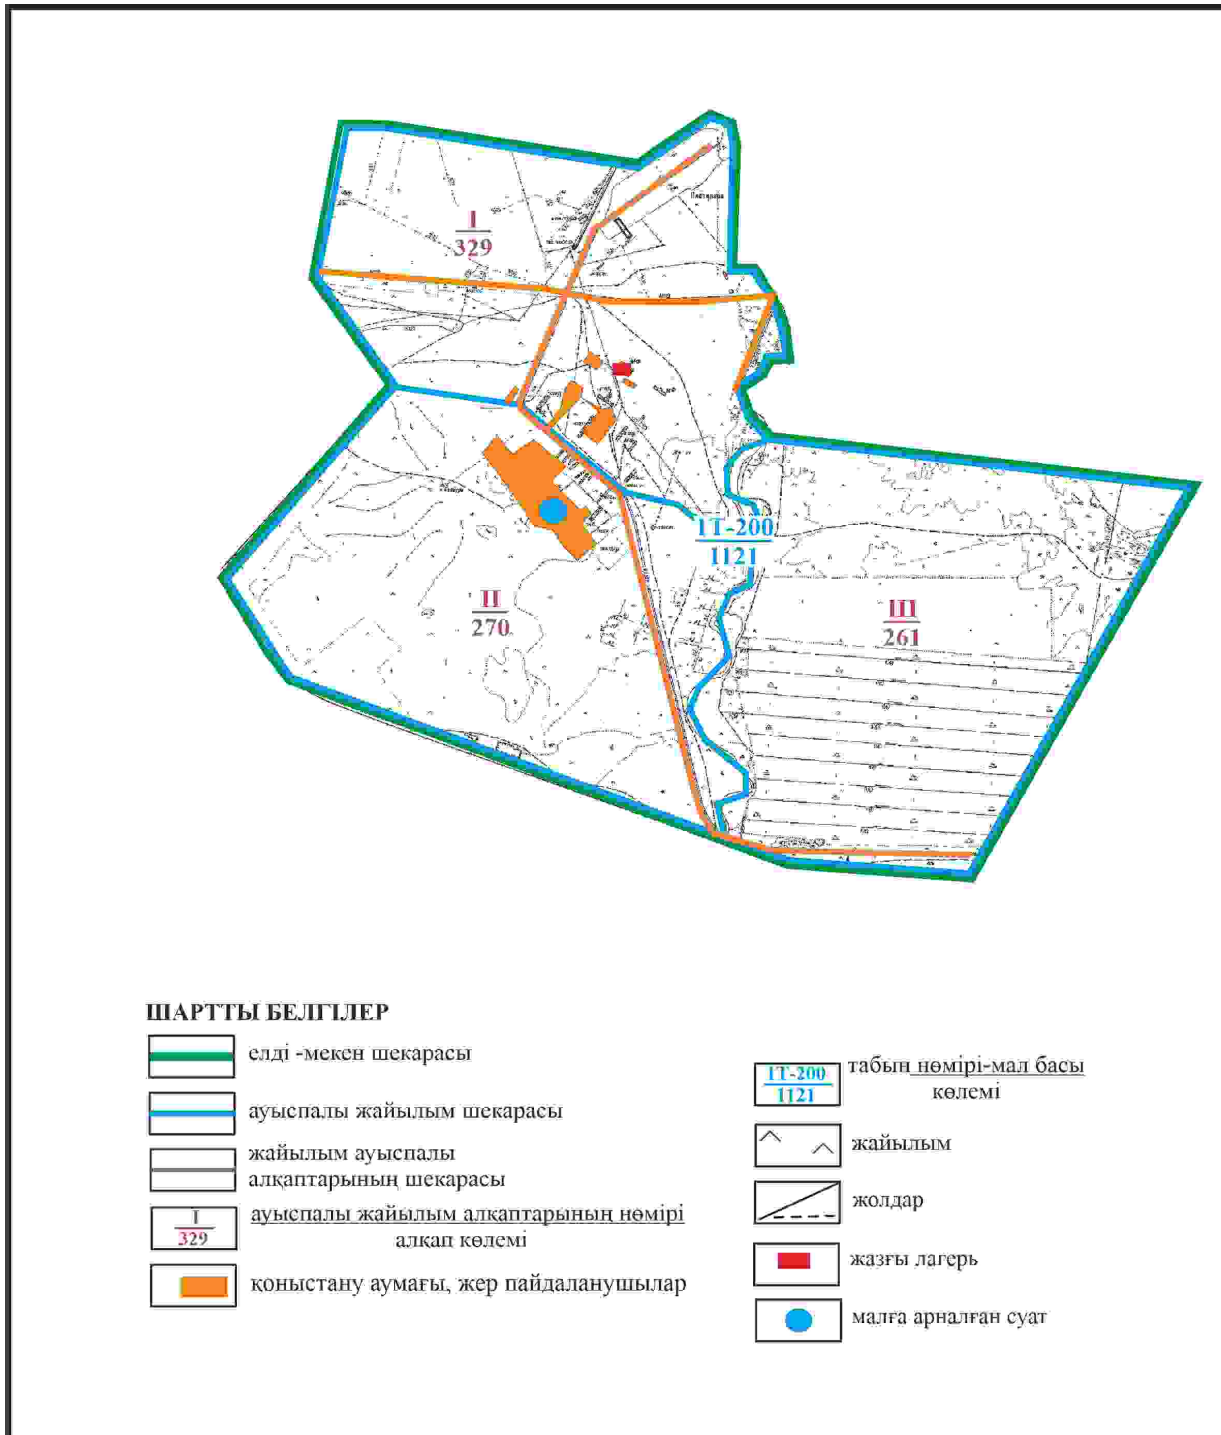 I
329
1Т-200
1121
II
270
III
261
ШАРТТЫ БЕЛГІЛЕР
елді -мекен шекарасы
ауыспалы жайылым шекарасы
жайылым ауыспалы
алқаптарының шекарасы
I
329
ауыспалы жайылым алқаптарының нөмірі
алқап көлемі
қоныстану аумағы, жер пайдаланушылар
1Т-200
1121
табын нөмірі-мал басы
көлемі
жайылым
жолдар
жазғы лагерь
малға арналған суат